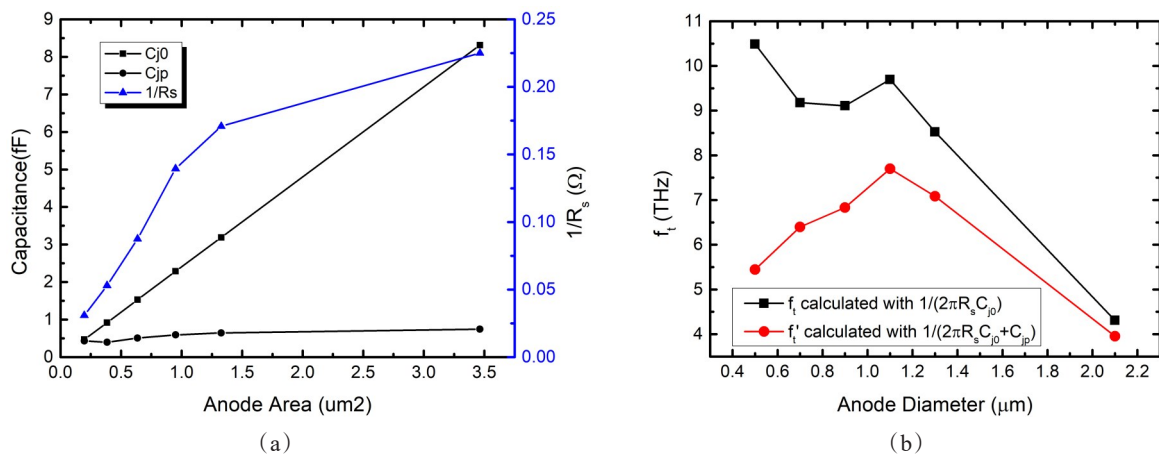 Cj0
Cjp
1/Rs
Capacitance(fF)
9
8
7
6
5
4
3
2
1
0
0.0 0.5 1.0 1.5 2.0 2.5 3.0 3.5
Anode Area (um2)
0.25
0.20
0.15
0.10
0.05
0.00
1/Rs (Ω)
(a)
ft (THz)
11
10
9
8
7
6
5
4
ft calculated with 1/(2πRsCj0)
ft' calculated with 1/(2πRsCj0+Cjp)
0.4 0.6 0.8 1.0 1.2 1.4 1.6 1.8 2.0 2.2
Anode Diameter (μm)
(b)